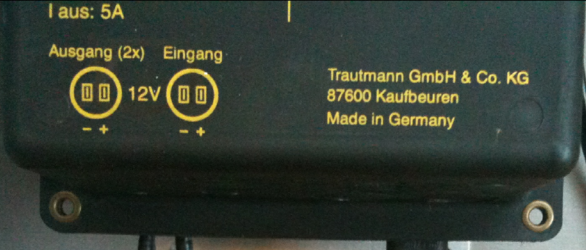 I aus: 5A
Ausgang (2x) Eingang
12V
− + − +
Trautmann GmbH & Co. KG
87600 Kaufbeuren
Made in Germany